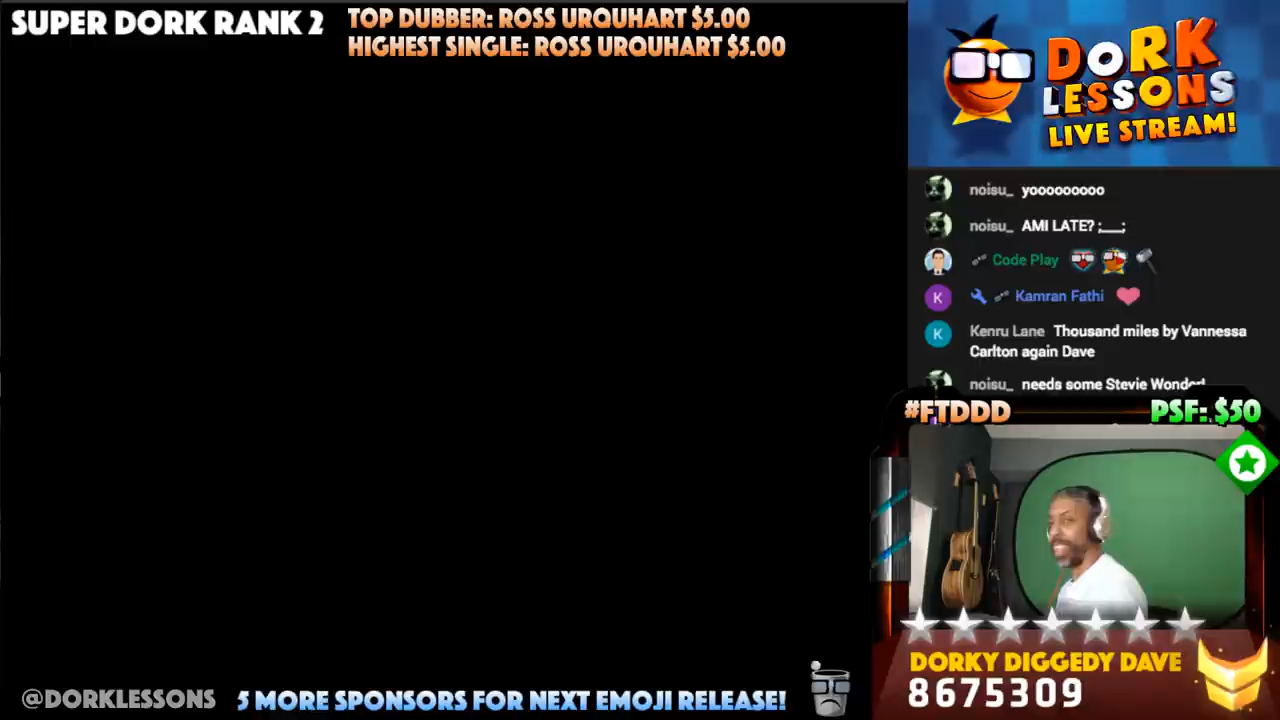 SUPER DORK RANK 2
TOP DUBBER: ROSS URQUHART $5.00
HIGHEST SINGLE: ROSS URQUHART $5.00
DORK
LESSONS
LIVE STREAM!
noisu_ yooooooooo
noisu_ AMI LATE? ;___;
Code Play
K Kamran Fathi
K Kenru Lane Thousand miles by Vannessa
Carlton again Dave
noisu_ needs some Stevie Wonder!
#FTDDD
PSF: $50
DORKY DIGGEDY DAVE
8675309
@DORKLESSONS
5 MORE SPONSORS FOR NEXT EMOJI RELEASE!